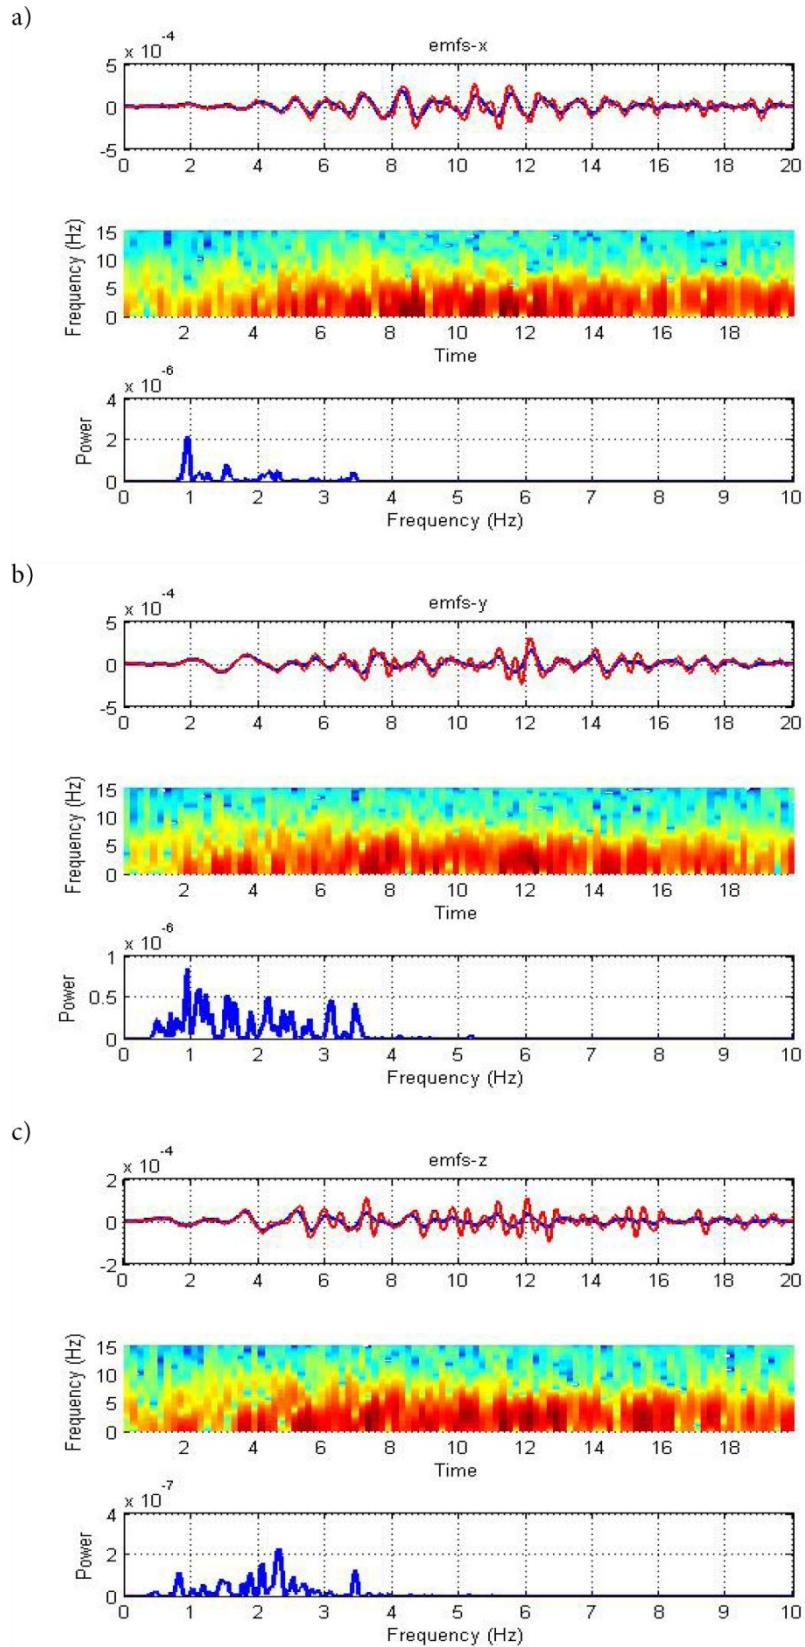 a)
x 10-4
emfs-x
5
0
-5
0 2 4 6 8 10 12 14 16 18 20
Frequency (Hz)
15
10
5
0
2 4 6 8 10 12 14 16 18
Time
x 10-6
Power
4
2
0
0 1 2 3 4 5 6 7 8 9 10
Frequency (Hz)
b)
x 10-4
emfs-y
5
0
-5
0 2 4 6 8 10 12 14 16 18 20
Frequency (Hz)
15
10
5
0
2 4 6 8 10 12 14 16 18
Time
x 10-6
Power
1
0.5
0
0 1 2 3 4 5 6 7 8 9 10
Frequency (Hz)
c)
x 10-4
emfs-z
2
0
-2
0 2 4 6 8 10 12 14 16 18 20
Frequency (Hz)
15
10
5
0
2 4 6 8 10 12 14 16 18
Time
x 10-7
Power
4
2
0
0 1 2 3 4 5 6 7 8 9 10
Frequency (Hz)